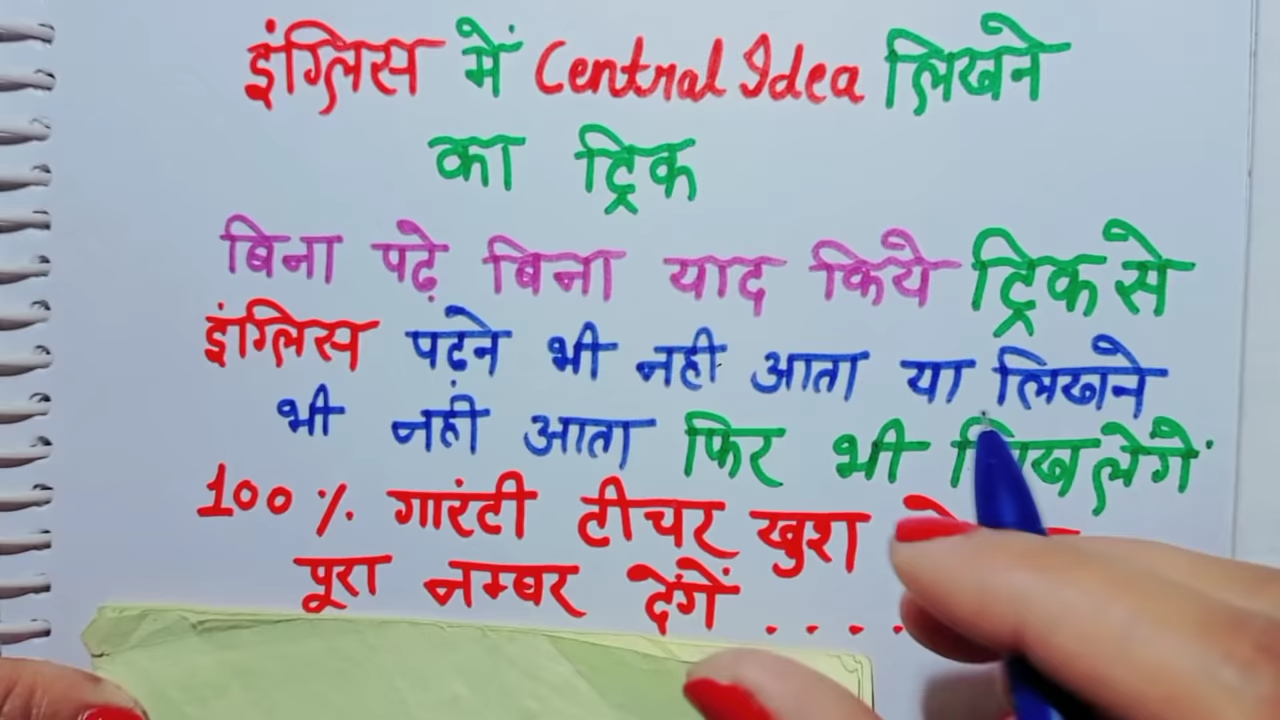 इंग्लिस में Central Idea लिखने
का ट्रिक
बिना पढ़े बिना याद किये ट्रिक से
इंग्लिस पढ़ने भी नही आता या लिखने
भी नही आता फिर भी लिख लेगें
100% गारंटी टीचर खुश
पूरा नम्बर देंगें .....